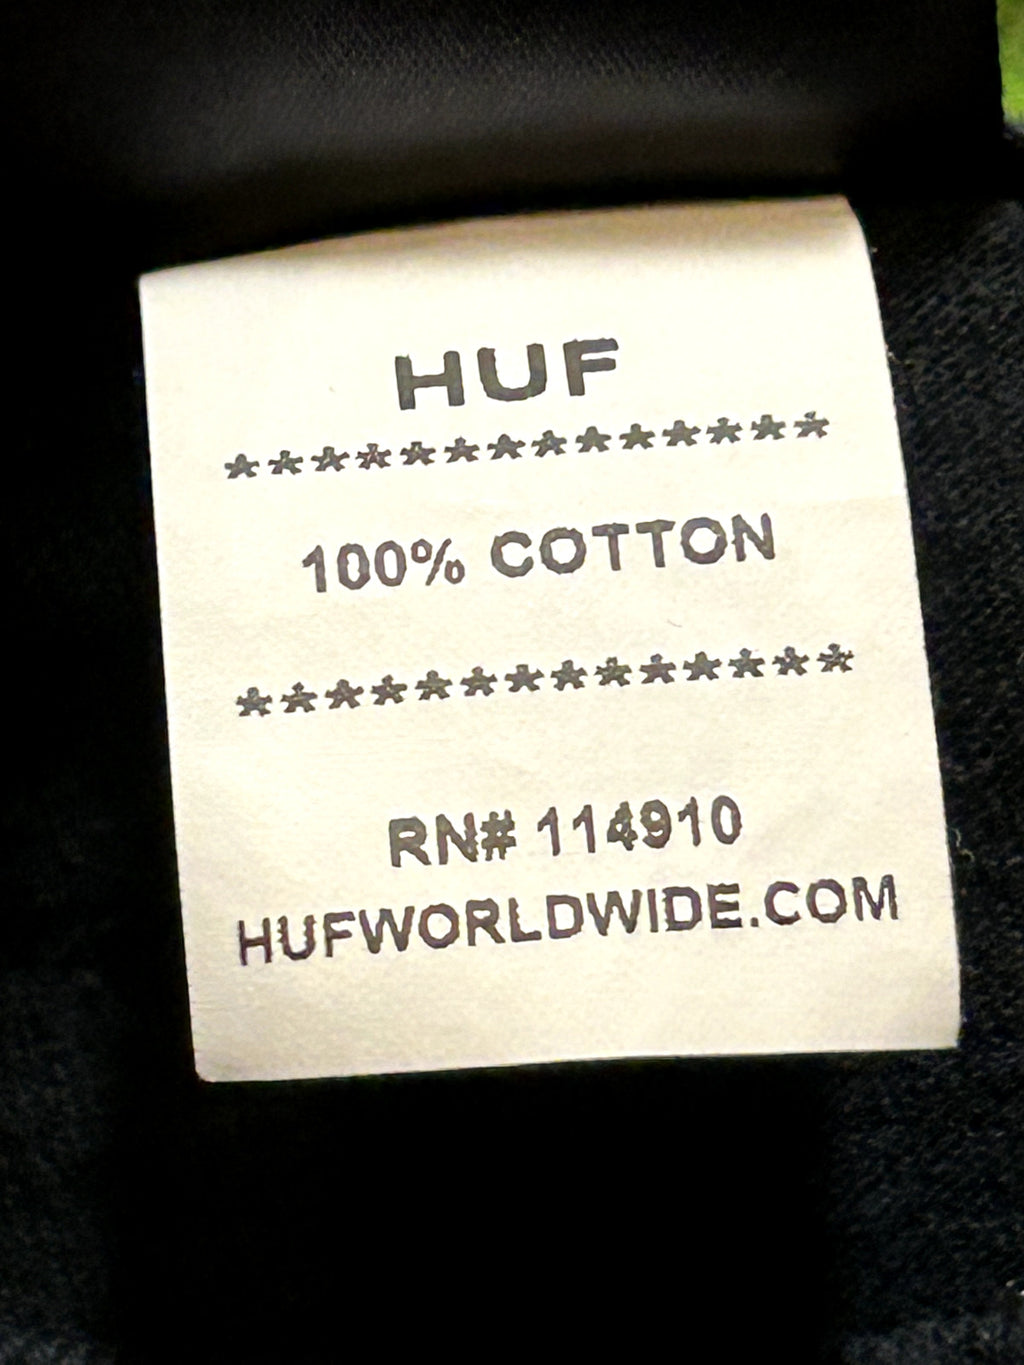 HUF
**************
100% COTTON
**************
RN# 114910
HUFWORLDWIDE.COM